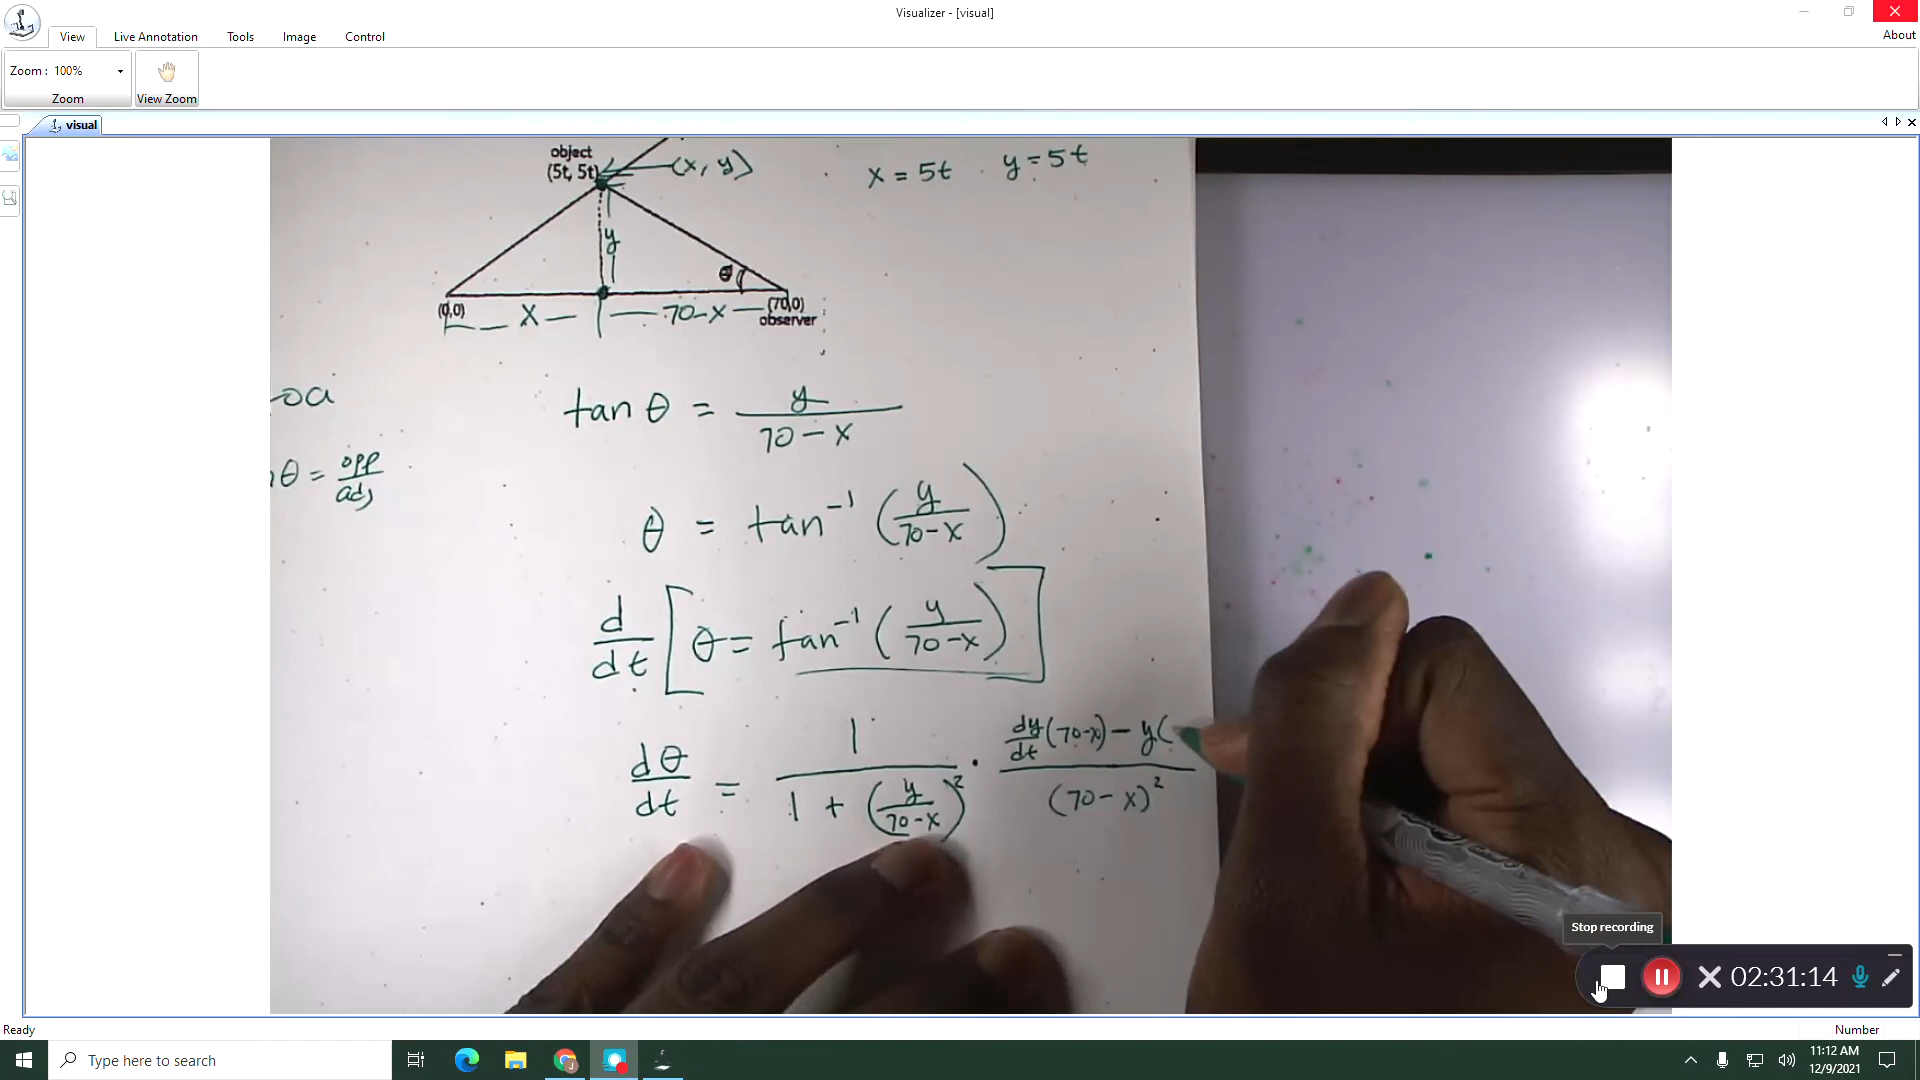 Visualizer - [visual]
View Live Annotation Tools Image Control About
Zoom : 100%
Zoom View Zoom
visual
object
(5t, 5t) (x, y) x = 5t y = 5t
y
θ
(0,0) x 70-x (70,0)
observer
tan θ = y / 70 - x
θ = opp / adj
θ = tan⁻¹ (y / 70-x)
d/dt [θ = tan⁻¹ (y / 70-x)]
dθ/dt = 1 / 1 + (y / 70-x)² · dy/dt (70-x) - y( / (70-x)²
Stop recording
02:31:14
Ready Number
Type here to search
11:12 AM
12/9/2021